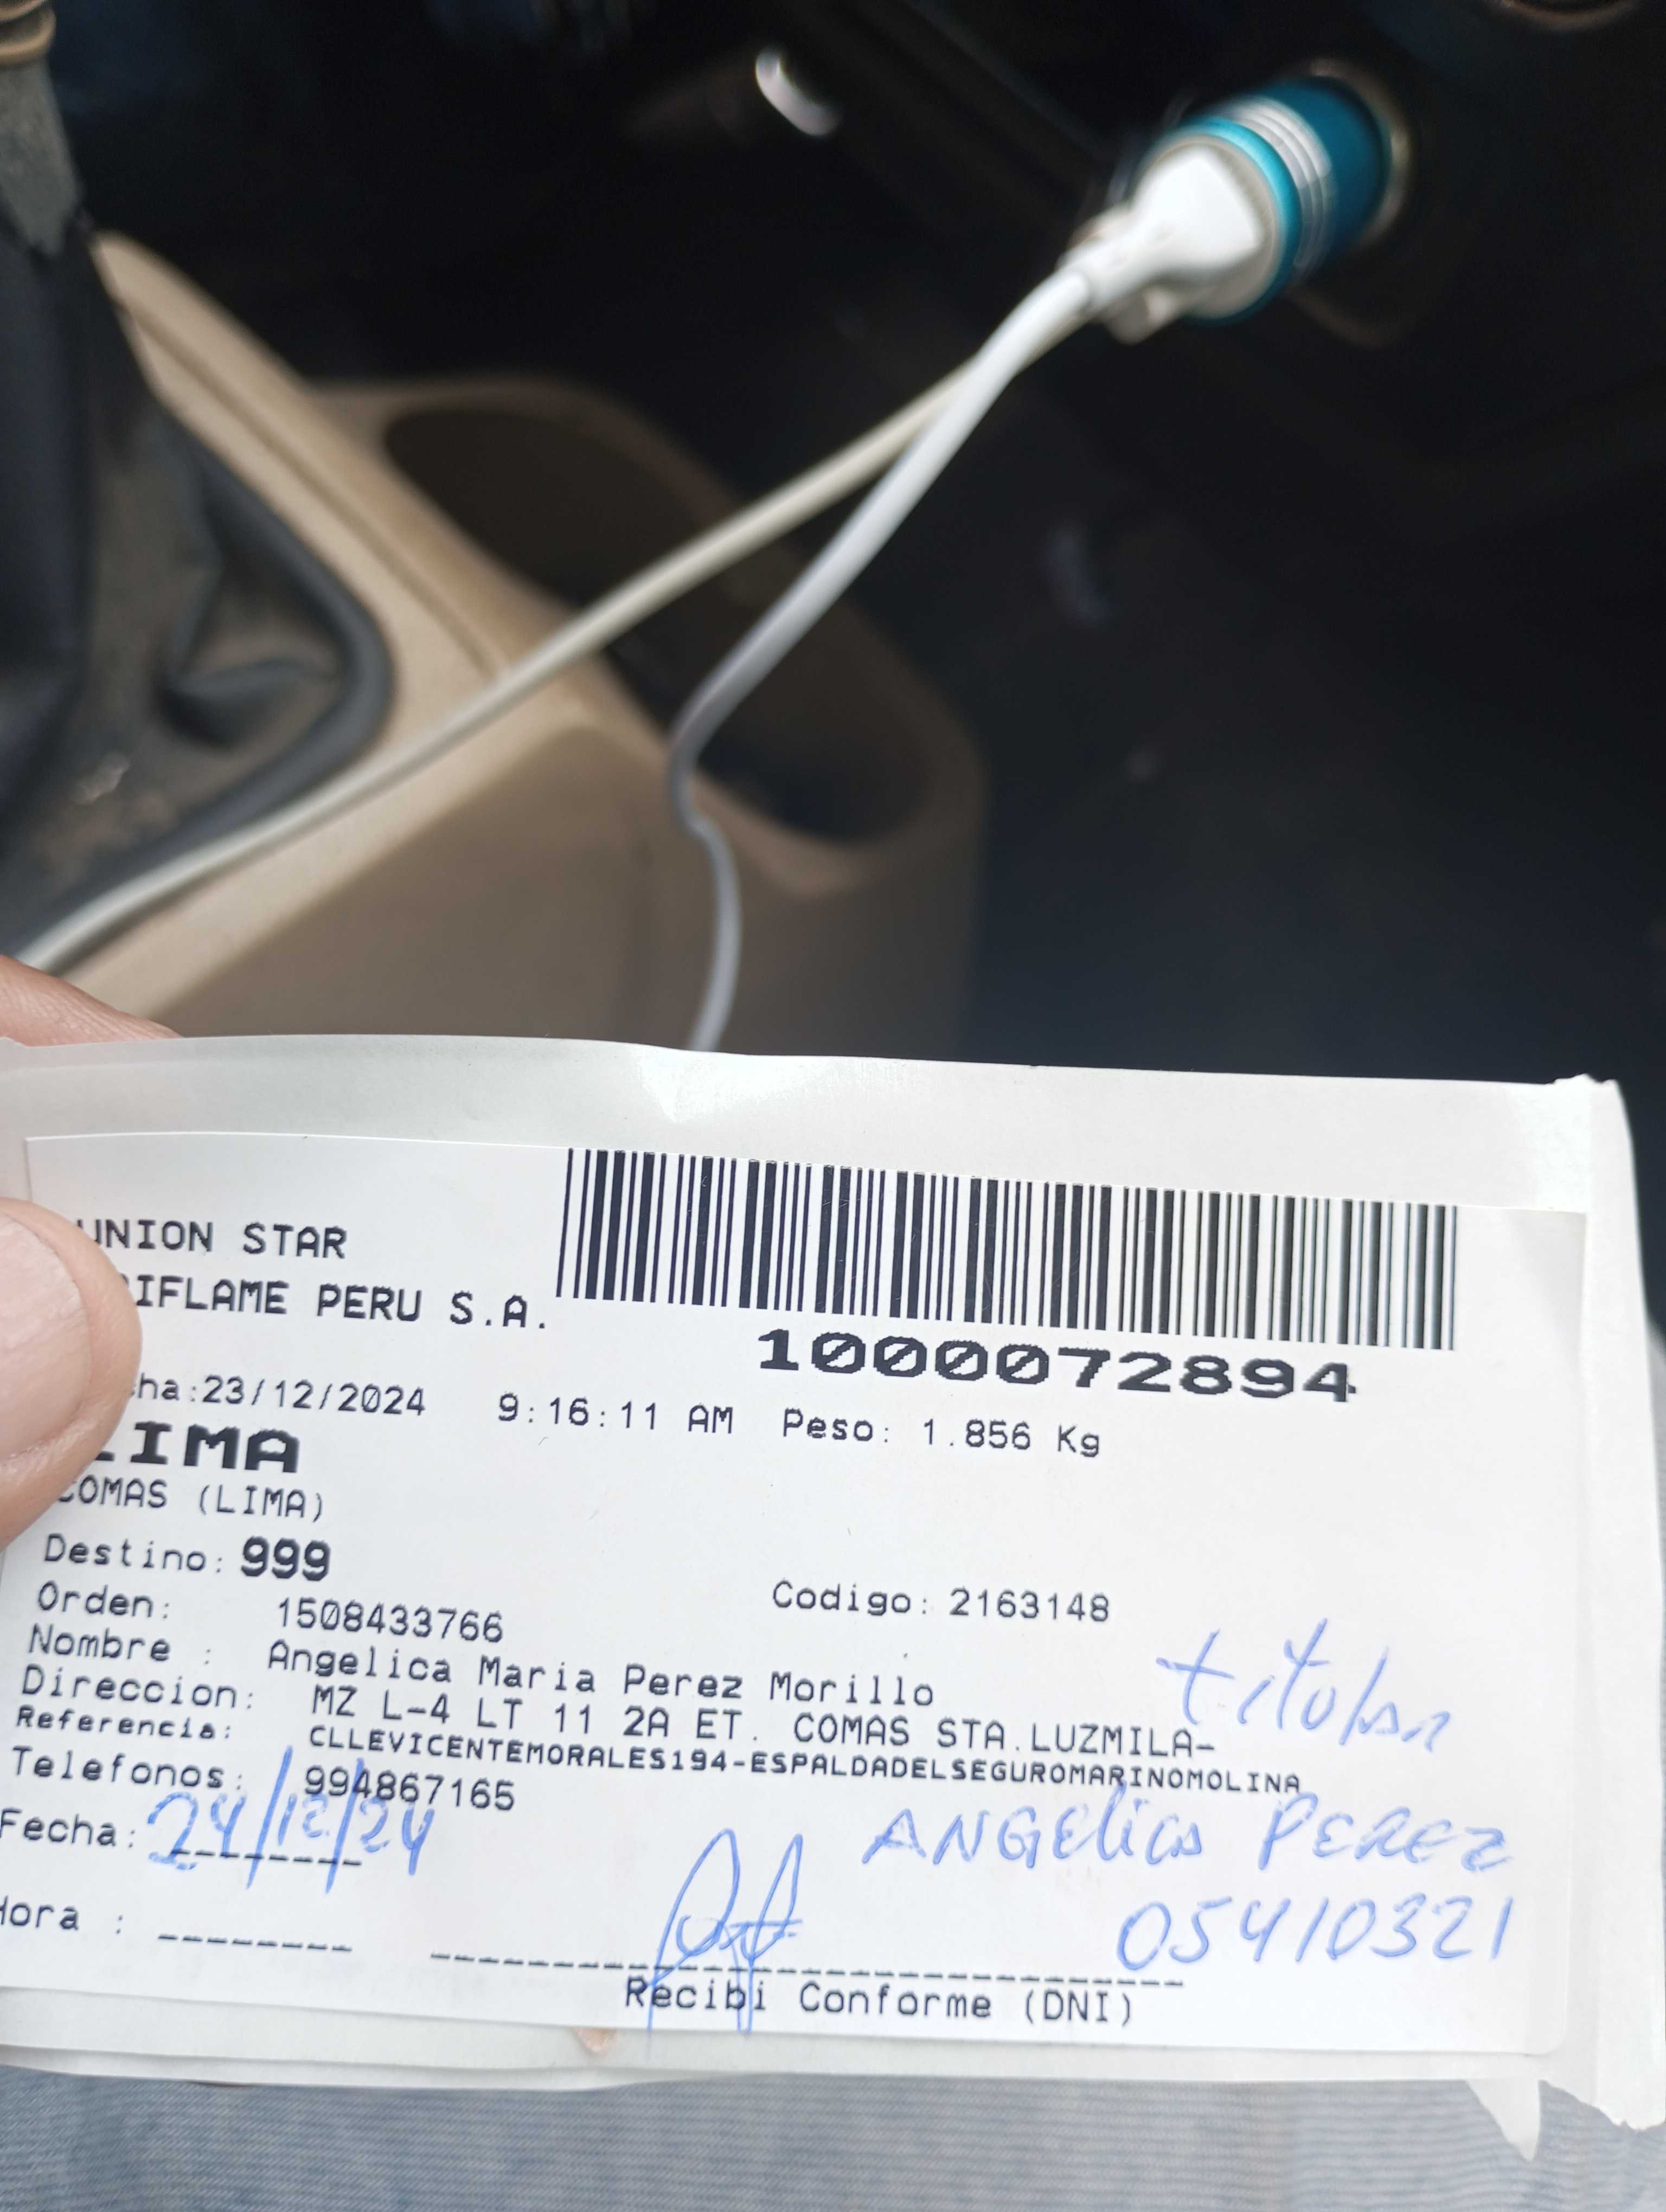 UNION STAR
RIFLAME PERU S.A.
1000072894
ha:23/12/2024 9:16:11 AM Peso: 1.856 Kg
LIMA
COMAS (LIMA)
Destino: 999
Orden: 1508433766 Codigo: 2163148
Nombre : Angelica Maria Perez Morillo
titular
Direccion: MZ L-4 LT 11 2A ET. COMAS STA.LUZMILA-
Referencia: CLLEVICENTEMORALES194-ESPALDADELSEGUROMARINOMOLINA
Telefonos: 994867165
Fecha: 24/12/24
ANGElica PEREZ
Hora :
05410321
Recibi Conforme (DNI)